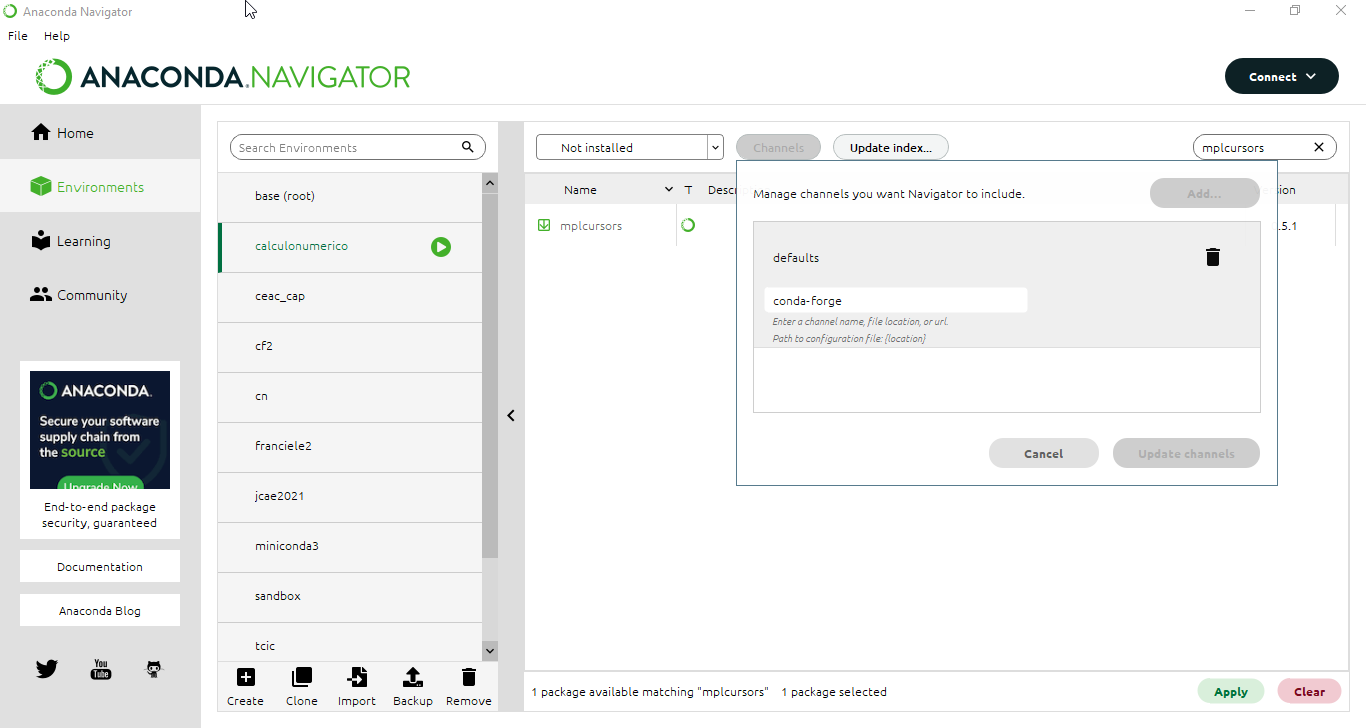 Anaconda Navigator
File Help
ANACONDA.NAVIGATOR
Connect
Home
Environments
Learning
Community
ANACONDA.
Secure your software
supply chain from
the source
Upgrade Now
End-to-end package
security, guaranteed
Documentation
Anaconda Blog
You
Tube
Search Environments
base (root)
calculonumerico
ceac_cap
cf2
cn
franciele2
jcae2021
miniconda3
sandbox
tcic
Create Clone Import Backup Remove
Not installed Channels Update index... mplcursors
Name T Descr sion
mplcursors .5.1
Manage channels you want Navigator to include. Add...
defaults
conda-forge
Enter a channel name, file location, or url.
Path to configuration file: {location}
Cancel Update channels
1 package available matching "mplcursors" 1 package selected
Apply Clear